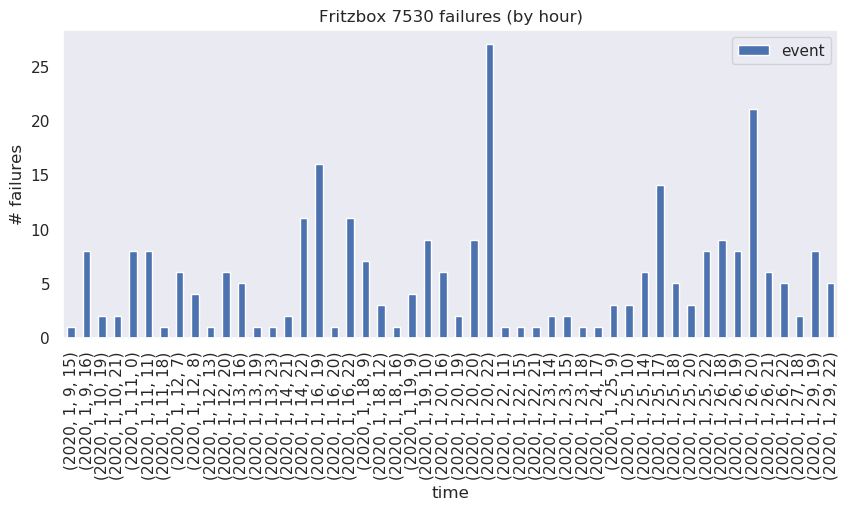 Fritzbox 7530 failures (by hour)
event
# failures
25
20
15
10
5
0
(2020, 1, 9, 15)
(2020, 1, 9, 16)
(2020, 1, 10, 19)
(2020, 1, 10, 21)
(2020, 1, 11, 0)
(2020, 1, 11, 11)
(2020, 1, 11, 18)
(2020, 1, 12, 7)
(2020, 1, 12, 8)
(2020, 1, 12, 13)
(2020, 1, 12, 20)
(2020, 1, 13, 16)
(2020, 1, 13, 19)
(2020, 1, 13, 23)
(2020, 1, 14, 21)
(2020, 1, 14, 22)
(2020, 1, 16, 19)
(2020, 1, 16, 20)
(2020, 1, 16, 22)
(2020, 1, 18, 9)
(2020, 1, 18, 12)
(2020, 1, 18, 16)
(2020, 1, 19, 9)
(2020, 1, 19, 10)
(2020, 1, 20, 16)
(2020, 1, 20, 19)
(2020, 1, 20, 20)
(2020, 1, 20, 22)
(2020, 1, 22, 11)
(2020, 1, 22, 15)
(2020, 1, 22, 21)
(2020, 1, 23, 14)
(2020, 1, 23, 15)
(2020, 1, 23, 18)
(2020, 1, 24, 17)
(2020, 1, 25, 9)
(2020, 1, 25, 10)
(2020, 1, 25, 14)
(2020, 1, 25, 17)
(2020, 1, 25, 18)
(2020, 1, 25, 20)
(2020, 1, 25, 22)
(2020, 1, 26, 18)
(2020, 1, 26, 19)
(2020, 1, 26, 20)
(2020, 1, 26, 21)
(2020, 1, 26, 22)
(2020, 1, 27, 18)
(2020, 1, 29, 19)
(2020, 1, 29, 22)
time